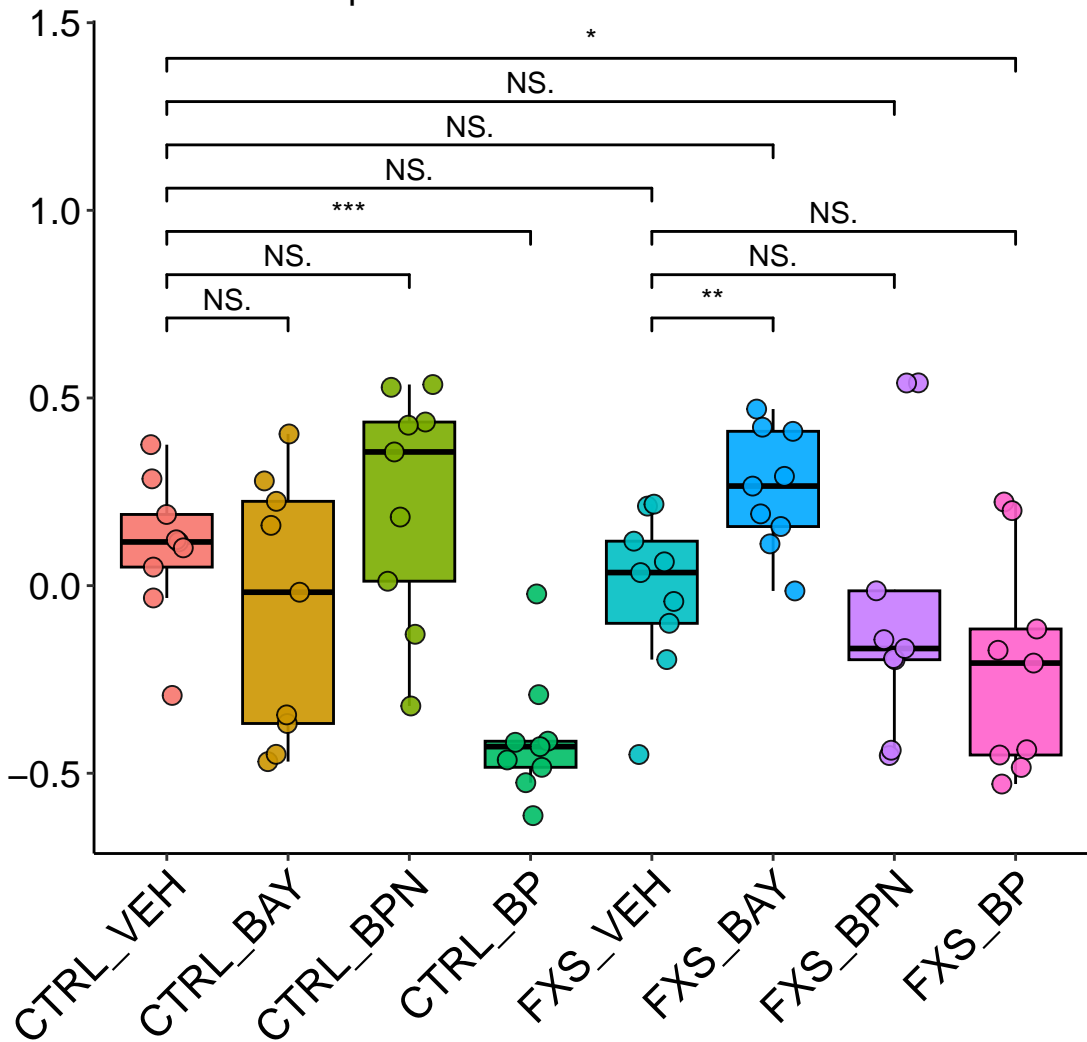 1.5
*
NS.
NS.
NS.
1.0
***
NS.
NS.
NS.
NS.
**
0.5
0.0
−0.5
CTRL_VEH
CTRL_BAY
CTRL_BPN
CTRL_BP
FXS_VEH
FXS_BAY
FXS_BPN
FXS_BP